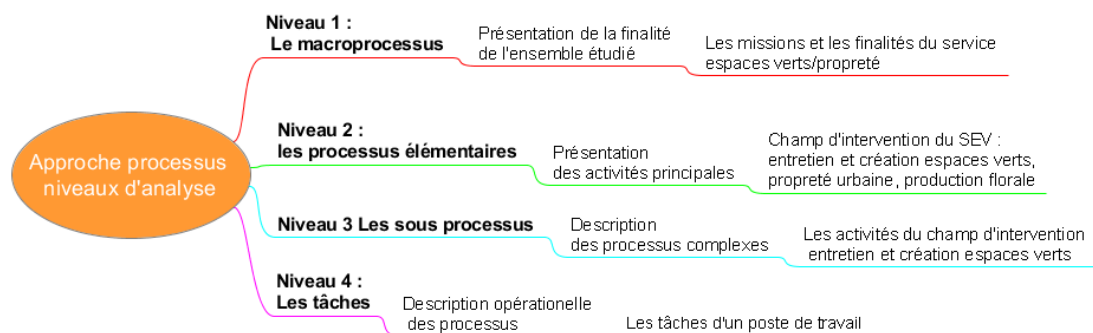 Approche processus
niveaux d'analyse
Niveau 1 :
Le macroprocessus
Présentation de la finalité
de l'ensemble étudié
Les missions et les finalités du service
espaces verts/propreté
Niveau 2 :
les processus élémentaires
Présentation
des activités principales
Champ d'intervention du SEV :
entretien et création espaces verts,
propreté urbaine, production florale
Niveau 3 Les sous processus
Description
des processus complexes
Les activités du champ d'intervention
entretien et création espaces verts
Niveau 4 :
Les tâches
Description opérationelle
des processus
Les tâches d'un poste de travail